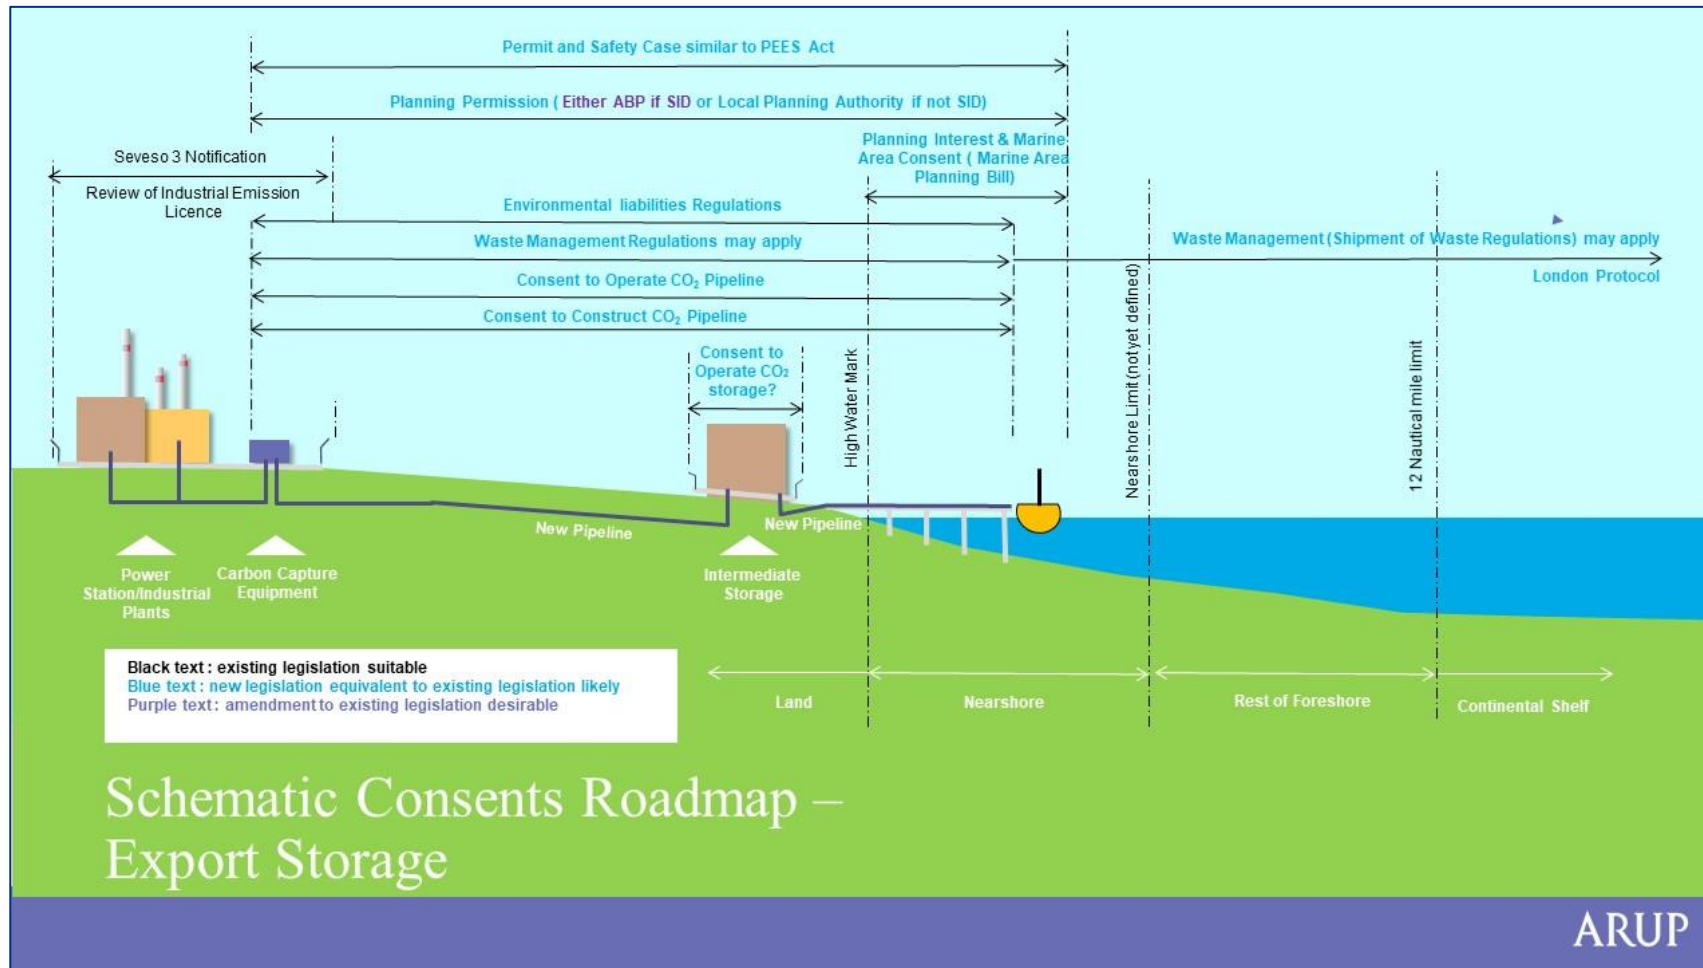 Permit and Safety Case similar to PEES Act
Planning Permission ( Either ABP if SID or Local Planning Authority if not SID)
Planning Interest & Marine
Area Consent ( Marine Area
Planning Bill)
Seveso 3 Notification
Review of Industrial Emission
Licence
Environmental liabilities Regulations
Waste Management Regulations may apply
Waste Management (Shipment of Waste Regulations) may apply
London Protocol
Consent to Operate CO₂ Pipeline
Consent to Construct CO₂ Pipeline
Consent to
Operate CO₂
storage?
High Water Mark
Nearshore Limit (not yet defined)
12 Nautical mile limit
New Pipeline
New Pipeline
Power
Station/Industrial
Plants
Carbon Capture
Equipment
Intermediate
Storage
Black text : existing legislation suitable
Blue text : new legislation equivalent to existing legislation likely
Purple text : amendment to existing legislation desirable
Land
Nearshore
Rest of Foreshore
Continental Shelf
Schematic Consents Roadmap –
Export Storage
ARUP